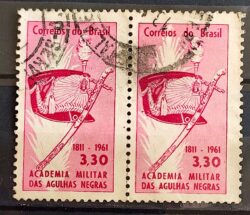 Correios do Brasil
1811 - 1961
3,30
ACADEMIA MILITAR
DAS AGULHAS NEGRAS
Correios do Brasil
1811 - 1961
3,30
ACADEMIA MILITAR
DAS AGULHAS NEGRAS